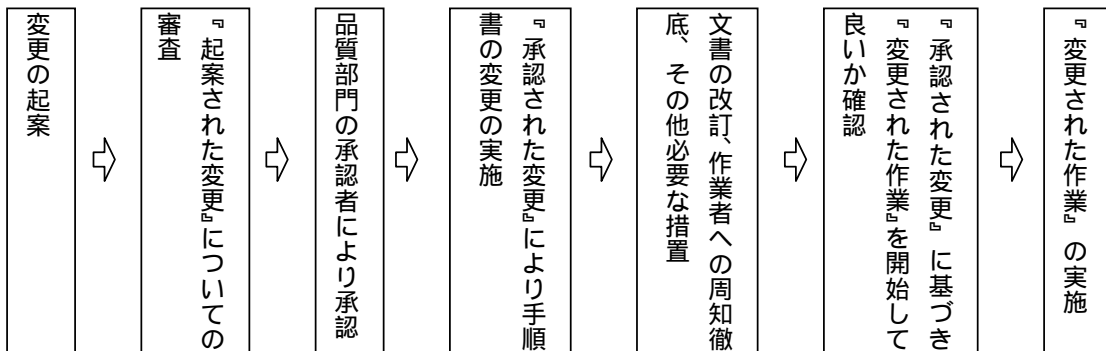 変更の起案
『起案された変更』についての
審査
品質部門の承認者により承認
『承認された変更』により手順
書の変更の実施
文書の改訂、作業者への周知徹
底、その他必要な措置
『承認された変更』に基づき
『変更された作業』を開始して
良いか確認
『変更された作業』の実施